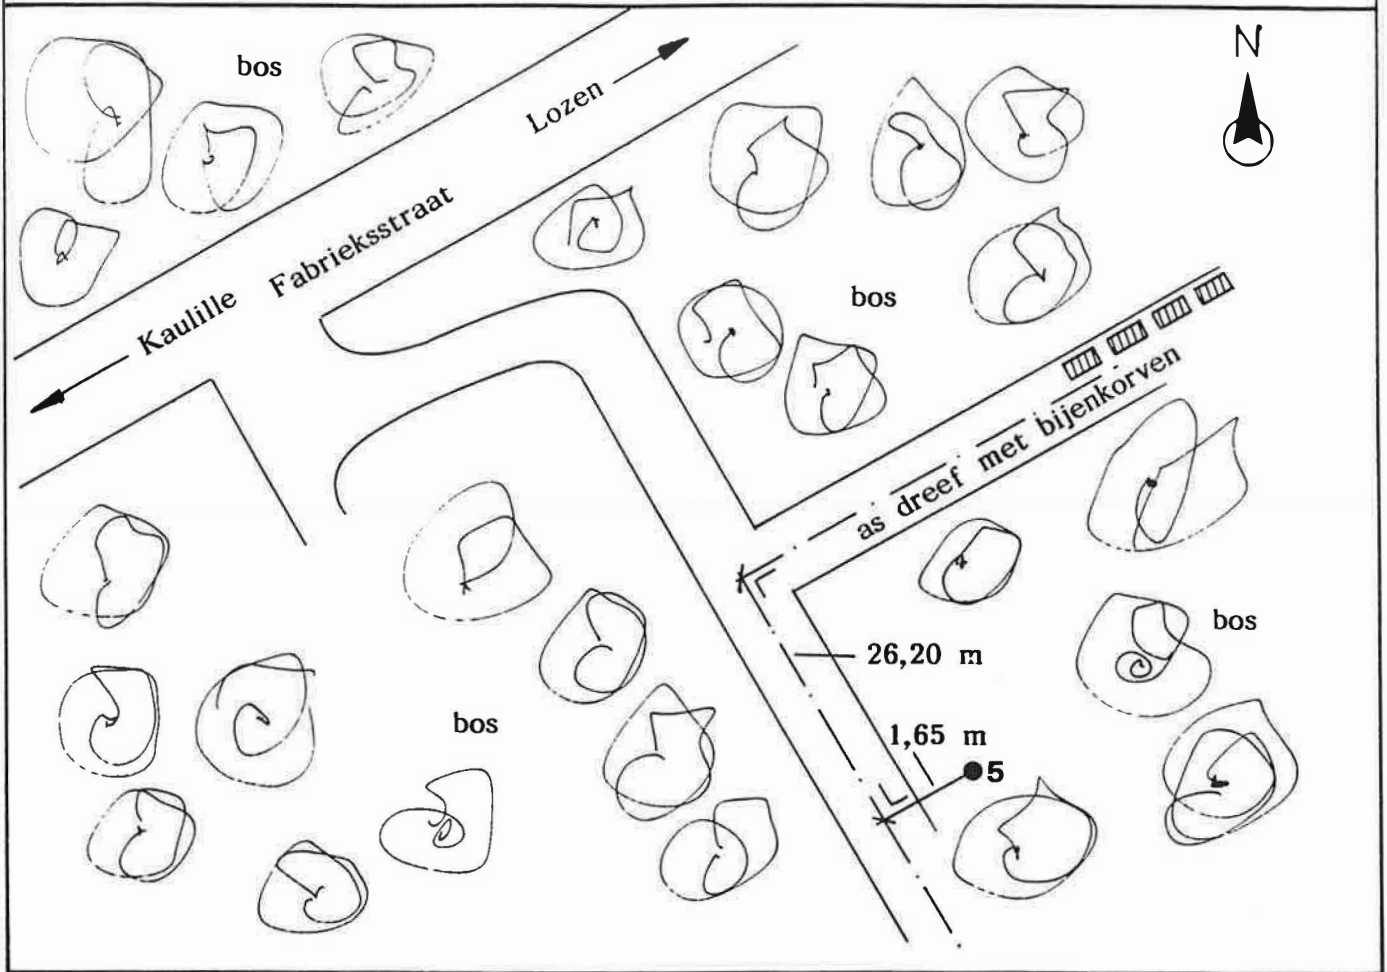 N
bos
Lozen
Kaulille Fabrieksstraat
bos
as dreef met bijenkorven
bos
26,20 m
bos
1,65 m
5